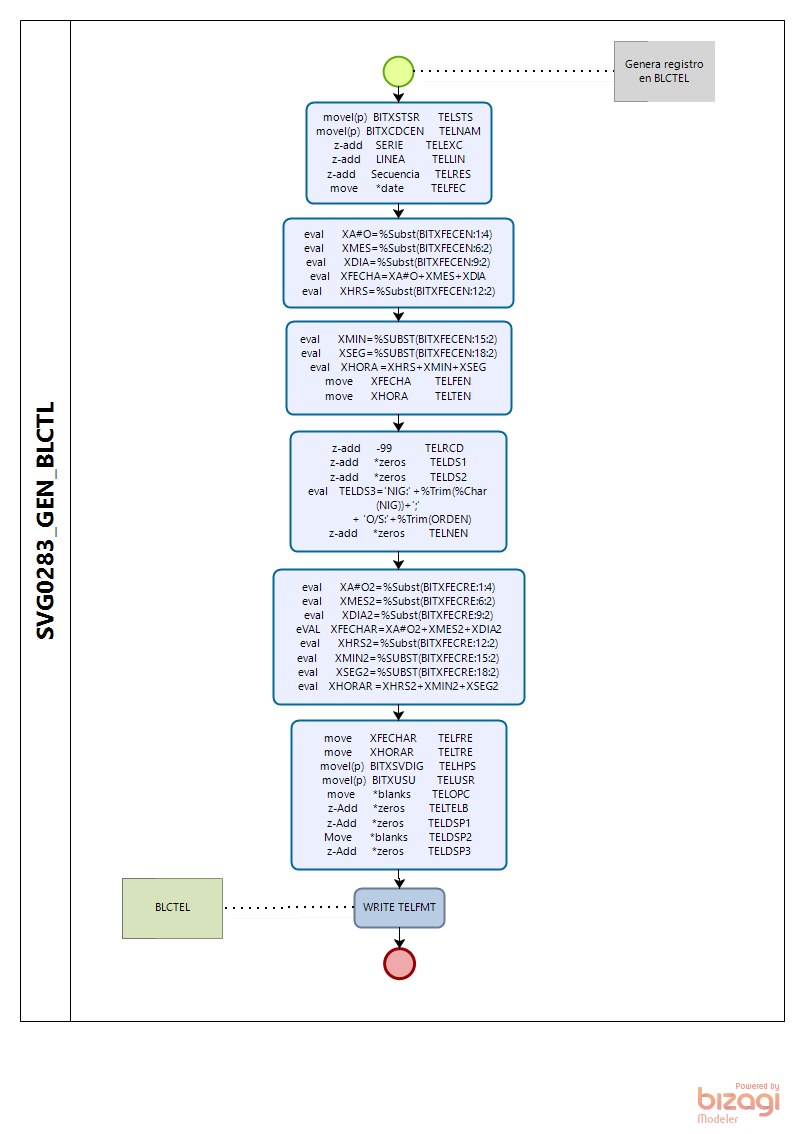 SVG0283_GEN_BLCTL
Genera registro
en BLCTEL
movel(p) BITXSTSR TELSTS
movel(p) BITXCDCEN TELNAM
z-add SERIE TELEXC
z-add LINEA TELLIN
z-add Secuencia TELRES
move *date TELFEC
eval XA#O=%Subst(BITXFECEN:1:4)
eval XMES=%Subst(BITXFECEN:6:2)
eval XDIA=%Subst(BITXFECEN:9:2)
eval XFECHA=XA#O+XMES+XDIA
eval XHRS=%Subst(BITXFECEN:12:2)
eval XMIN=%SUBST(BITXFECEN:15:2)
eval XSEG=%SUBST(BITXFECEN:18:2)
eval XHORA =XHRS+XMIN+XSEG
move XFECHA TELFEN
move XHORA TELTEN
z-add -99 TELRCD
z-add *zeros TELDS1
z-add *zeros TELDS2
eval TELDS3='NIG:' +%Trim(%Char
(NIG))+';'
+ 'O/S:'+%Trim(ORDEN)
z-add *zeros TELNEN
eval XA#O2=%Subst(BITXFECRE:1:4)
eval XMES2=%Subst(BITXFECRE:6:2)
eval XDIA2=%Subst(BITXFECRE:9:2)
eVAL XFECHAR=XA#O2+XMES2+XDIA2
eval XHRS2=%Subst(BITXFECRE:12:2)
eval XMIN2=%SUBST(BITXFECRE:15:2)
eval XSEG2=%SUBST(BITXFECRE:18:2)
eval XHORAR =XHRS2+XMIN2+XSEG2
move XFECHAR TELFRE
move XHORAR TELTRE
movel(p) BITXSVDIG TELHPS
movel(p) BITXUSU TELUSR
move *blanks TELOPC
z-Add *zeros TELTELB
z-Add *zeros TELDSP1
Move *blanks TELDSP2
z-Add *zeros TELDSP3
BLCTEL
WRITE TELFMT
Powered by
bizagi
Modeler